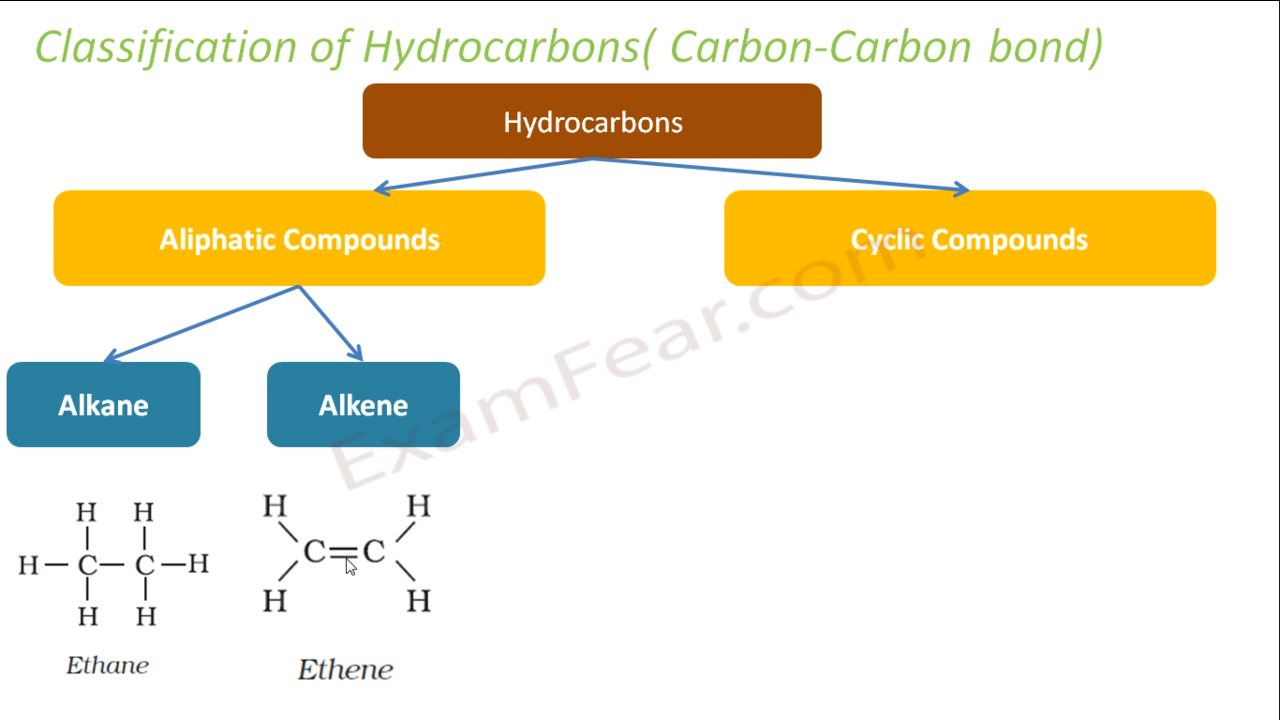 Classification of Hydrocarbons( Carbon-Carbon bond)
Hydrocarbons
Aliphatic Compounds
Cyclic Compounds
ExamFear.com
Alkane
Alkene
H H
H
H
H—C—C—H
C=C
H H
H
H
Ethane
Ethene